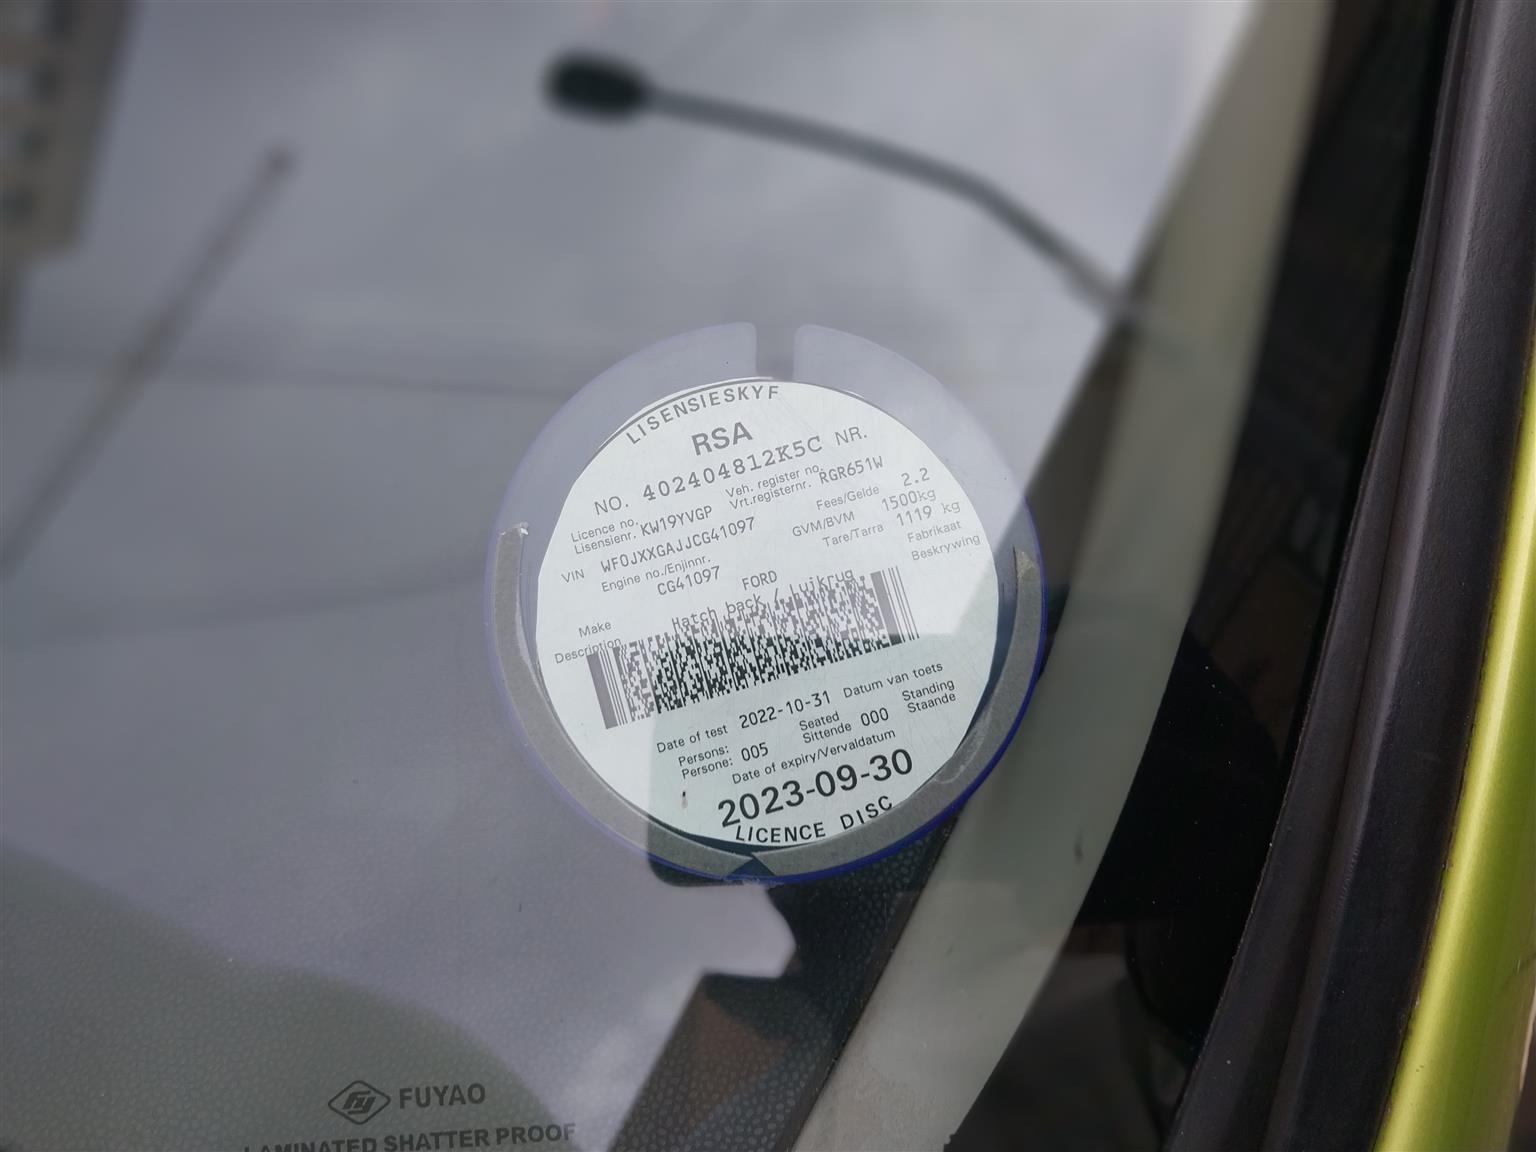 LISENSIESKYF
RSA
NO. 402404812K5C NR.
Licence no. KW19YVGP Veh. register no. RGR651W
Lisensienr. Vrt.registernr.
VIN WF0JXXGAJJCG41097 Fees/Gelde 2.2
Engine no./Enjinnr. GVM/BVM 1500kg
CG41097 Tare/Tarra 1119 kg
Make FORD Fabrikaat
Description Hatch back / Luikrug Beskrywing
Date of test 2022-10-31 Datum van toets
Persons: 005 Seated 000 Standing
Persone: Sittende Staande
Date of expiry/Vervaldatum
2023-09-30
LICENCE DISC
FUYAO
LAMINATED SHATTER PROOF